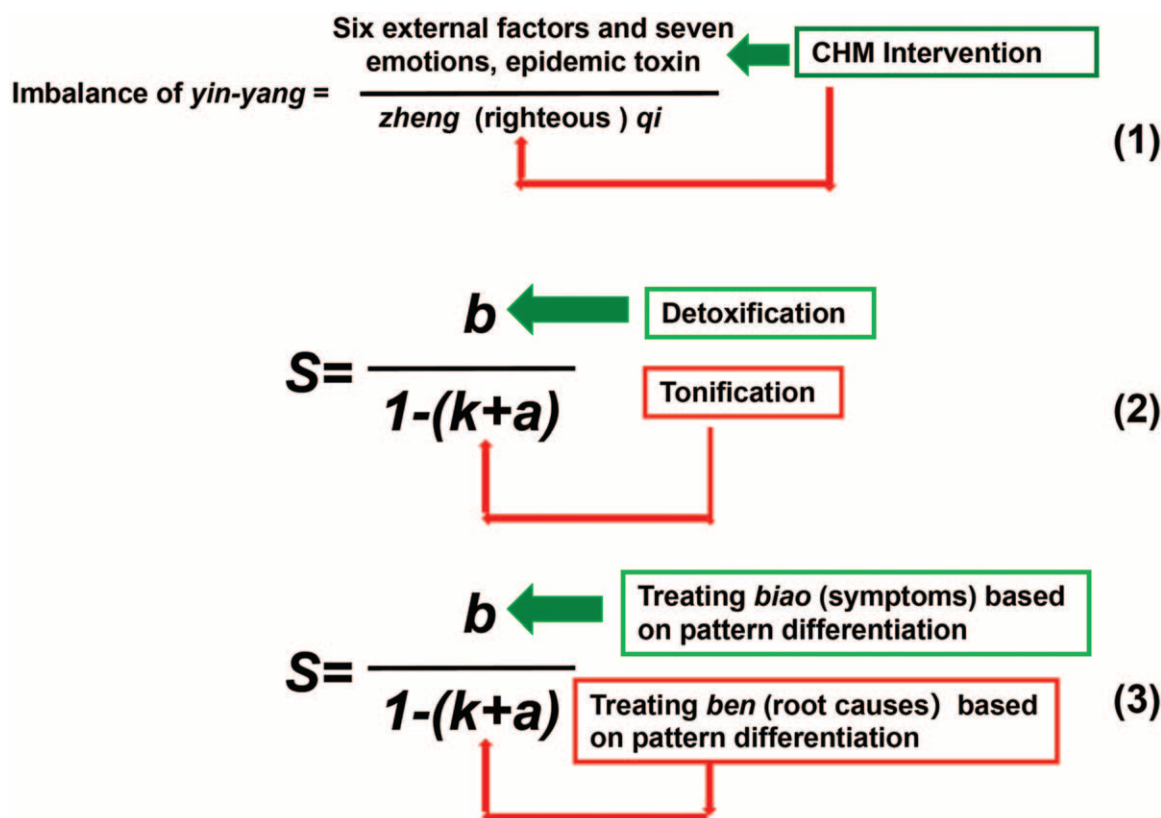 Six external factors and seven
emotions, epidemic toxin
CHM Intervention
Imbalance of yin-yang =
zheng (righteous ) qi
(1)
b
Detoxification
S=
Tonification
1-(k+a)
(2)
b
Treating biao (symptoms) based
on pattern differentiation
S=
1-(k+a)
Treating ben (root causes) based
on pattern differentiation
(3)